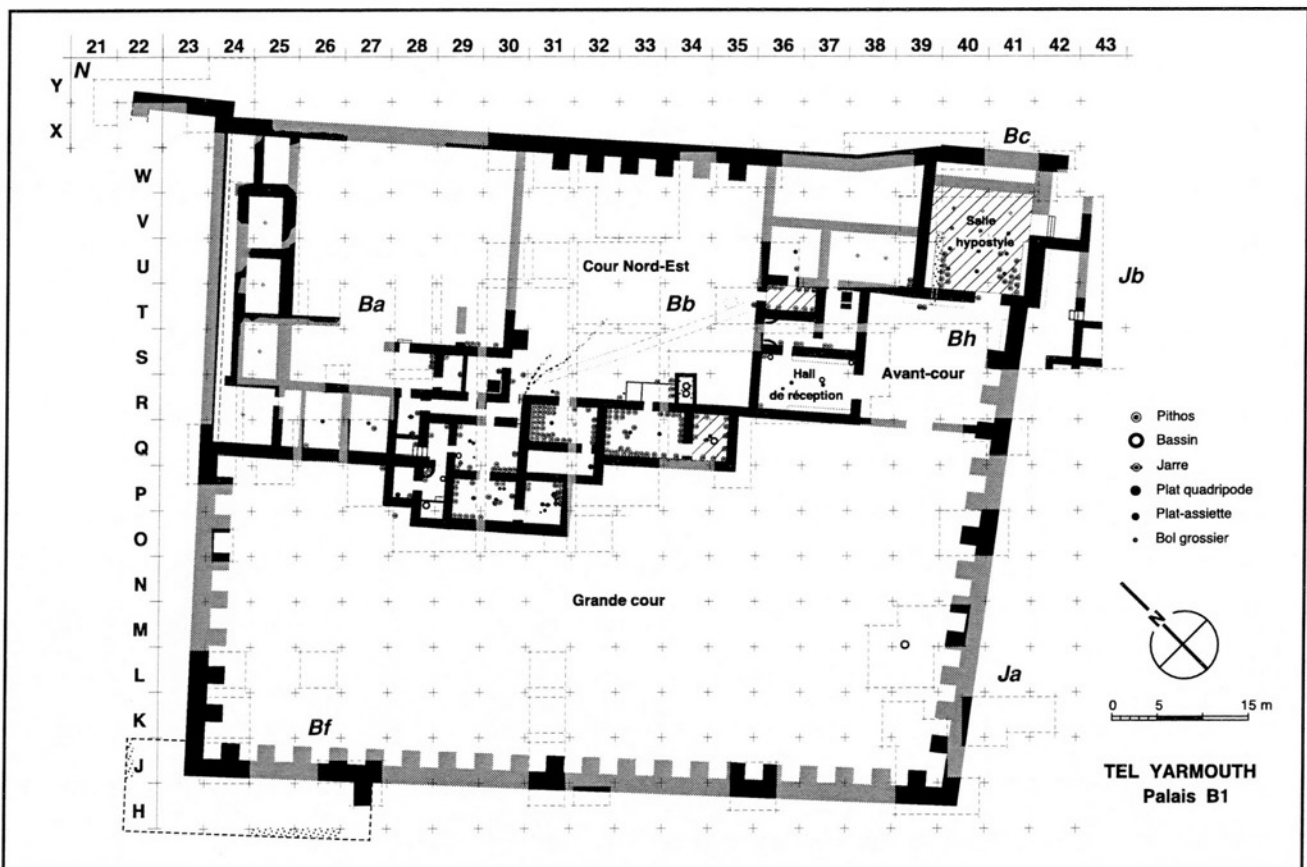 21 22 23 24 25 26 27 28 29 30 31 32 33 34 35 36 37 38 39 40 41 42 43
N
Y
X
Bc
W
V
Salle
hypostyle
U
Cour Nord-Est
Jb
T
Ba
Bb
Bh
S
Hall
de réception
Avant-cour
R
Q
P
O
N
Grande cour
M
L
Ja
K
Bf
J
H
Pithos
Bassin
Jarre
Plat quadripode
Plat-assiette
Bol grossier
N
0 5 15 m
TEL YARMOUTH
Palais B1